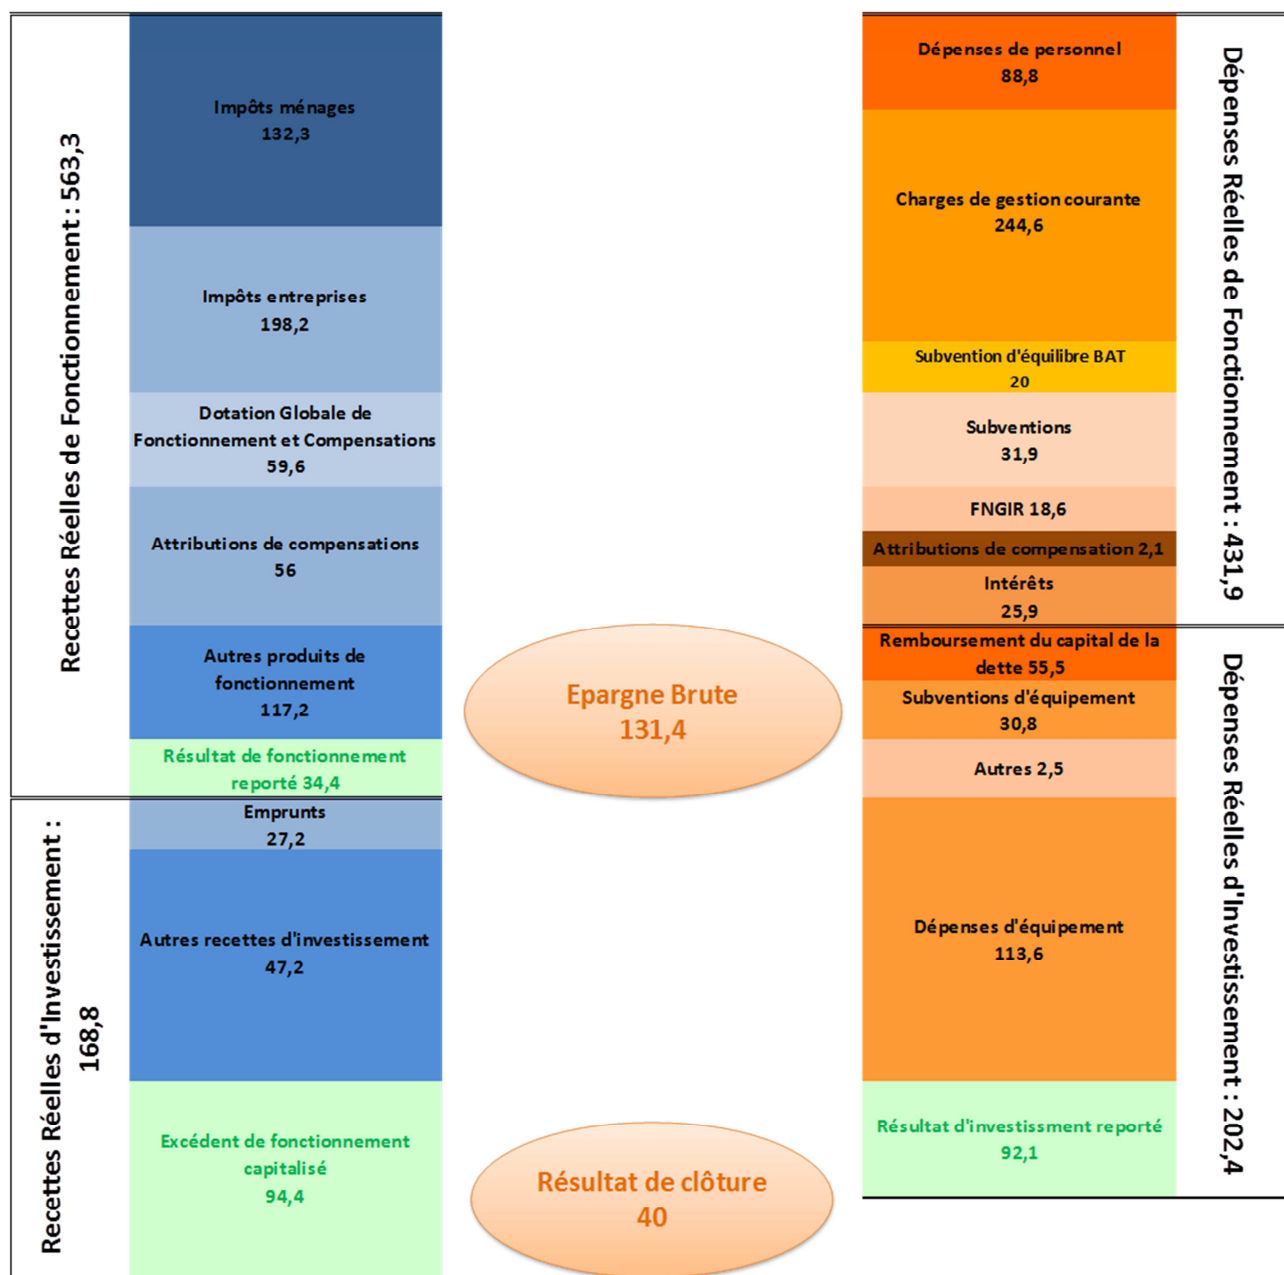 Recettes Réelles de Fonctionnement : 563,3
Impôts ménages
132,3
Impôts entreprises
198,2
Dotation Globale de
Fonctionnement et Compensations
59,6
Attributions de compensations
56
Autres produits de
fonctionnement
117,2
Résultat de fonctionnement
reporté 34,4
Recettes Réelles d'Investissement :
168,8
Emprunts
27,2
Autres recettes d'investissement
47,2
Excédent de fonctionnement
capitalisé
94,4
Epargne Brute
131,4
Résultat de clôture
40
Dépenses de personnel
88,8
Charges de gestion courante
244,6
Subvention d'équilibre BAT
20
Subventions
31,9
FNGIR 18,6
Attributions de compensation 2,1
Intérêts
25,9
Dépenses Réelles de Fonctionnement : 431,9
Remboursement du capital de la
dette 55,5
Subventions d'équipement
30,8
Autres 2,5
Dépenses d'équipement
113,6
Résultat d'investissment reporté
92,1
Dépenses Réelles d'Investissement : 202,4